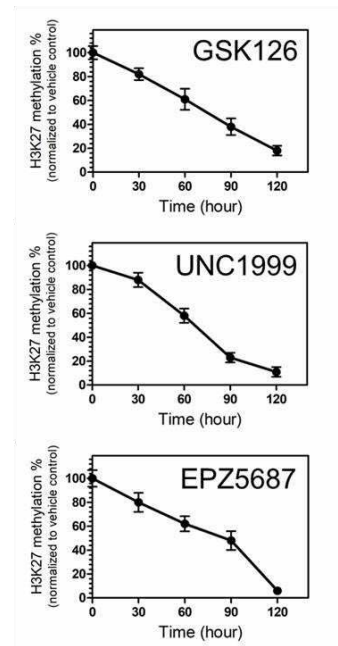 GSK126
H3K27 methylation %
(normalized to vehicle control)
100
80
60
40
20
0
0 30 60 90 120
Time (hour)
UNC1999
H3K27 methylation %
(normalized to vehicle control)
100
80
60
40
20
0
0 30 60 90 120
Time (hour)
EPZ5687
H3K27 methylation %
(normalized to vehicle control)
100
80
60
40
20
0
0 30 60 90 120
Time (hour)